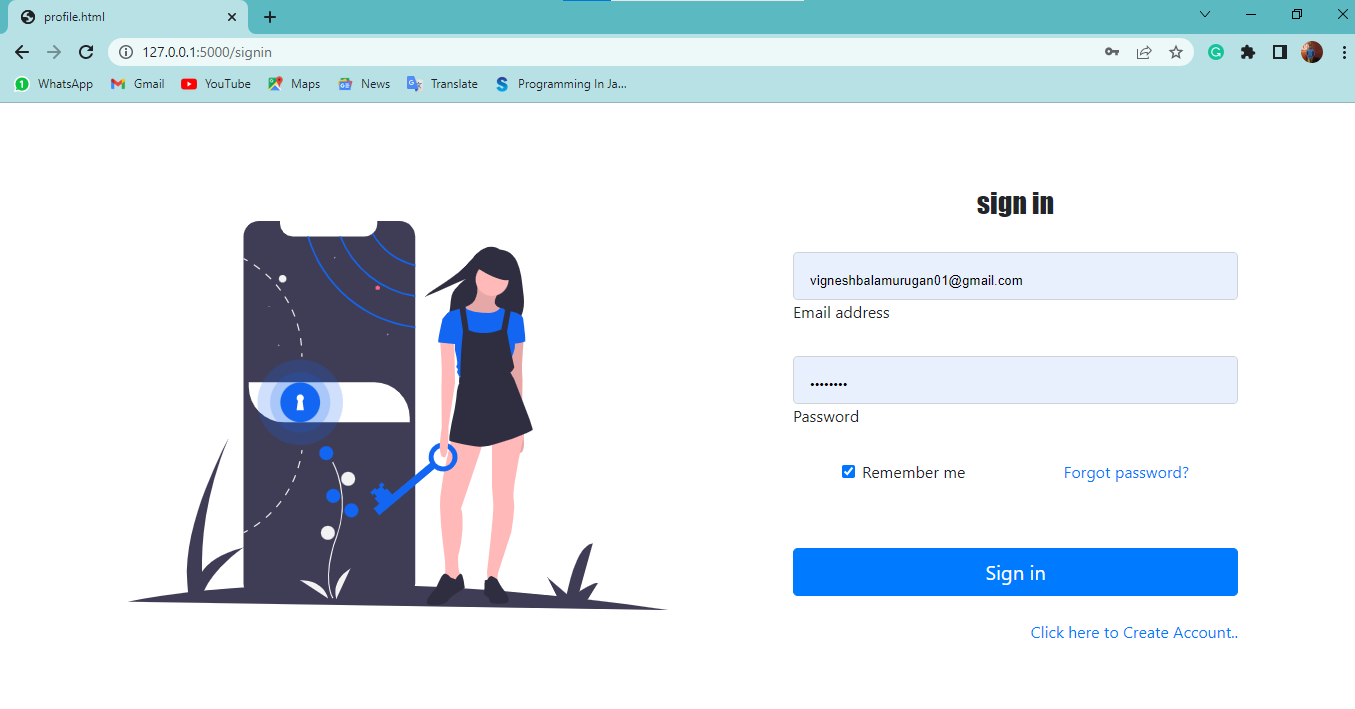 profile.html
127.0.0.1:5000/signin
WhatsApp Gmail YouTube Maps News Translate Programming In Ja...
sign in
vigneshbalamurugan01@gmail.com
Email address
••••••••
Password
Remember me Forgot password?
Sign in
Click here to Create Account..